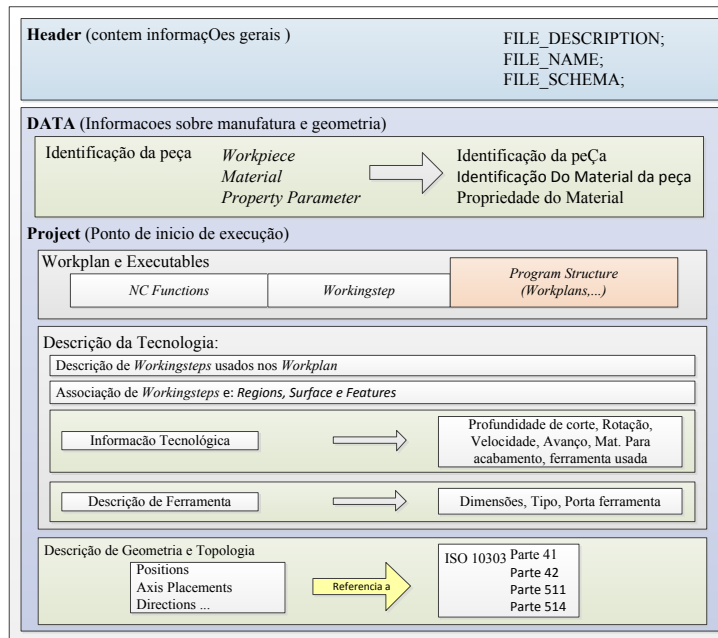 Header (contem informaçOes gerais )
FILE_DESCRIPTION;
FILE_NAME;
FILE_SCHEMA;
DATA (Informacoes sobre manufatura e geometria)
Identificação da peça
Workpiece
Material
Property Parameter
Identificação da peÇa
Identificação Do Material da peça
Propriedade do Material
Project (Ponto de inicio de execução)
Workplan e Executables
NC Functions
Workingstep
Program Structure
(Workplans,...)
Descrição da Tecnologia:
Descrição de Workingsteps usados nos Workplan
Associação de Workingsteps e: Regions, Surface e Features
Informacão Tecnológica
Profundidade de corte, Rotação,
Velocidade, Avanço, Mat. Para
acabamento, ferramenta usada
Descrição de Ferramenta
Dimensões, Tipo, Porta ferramenta
Descrição de Geometria e Topologia
Positions
Axis Placements
Directions ...
Referencia a
ISO 10303 Parte 41
Parte 42
Parte 511
Parte 514